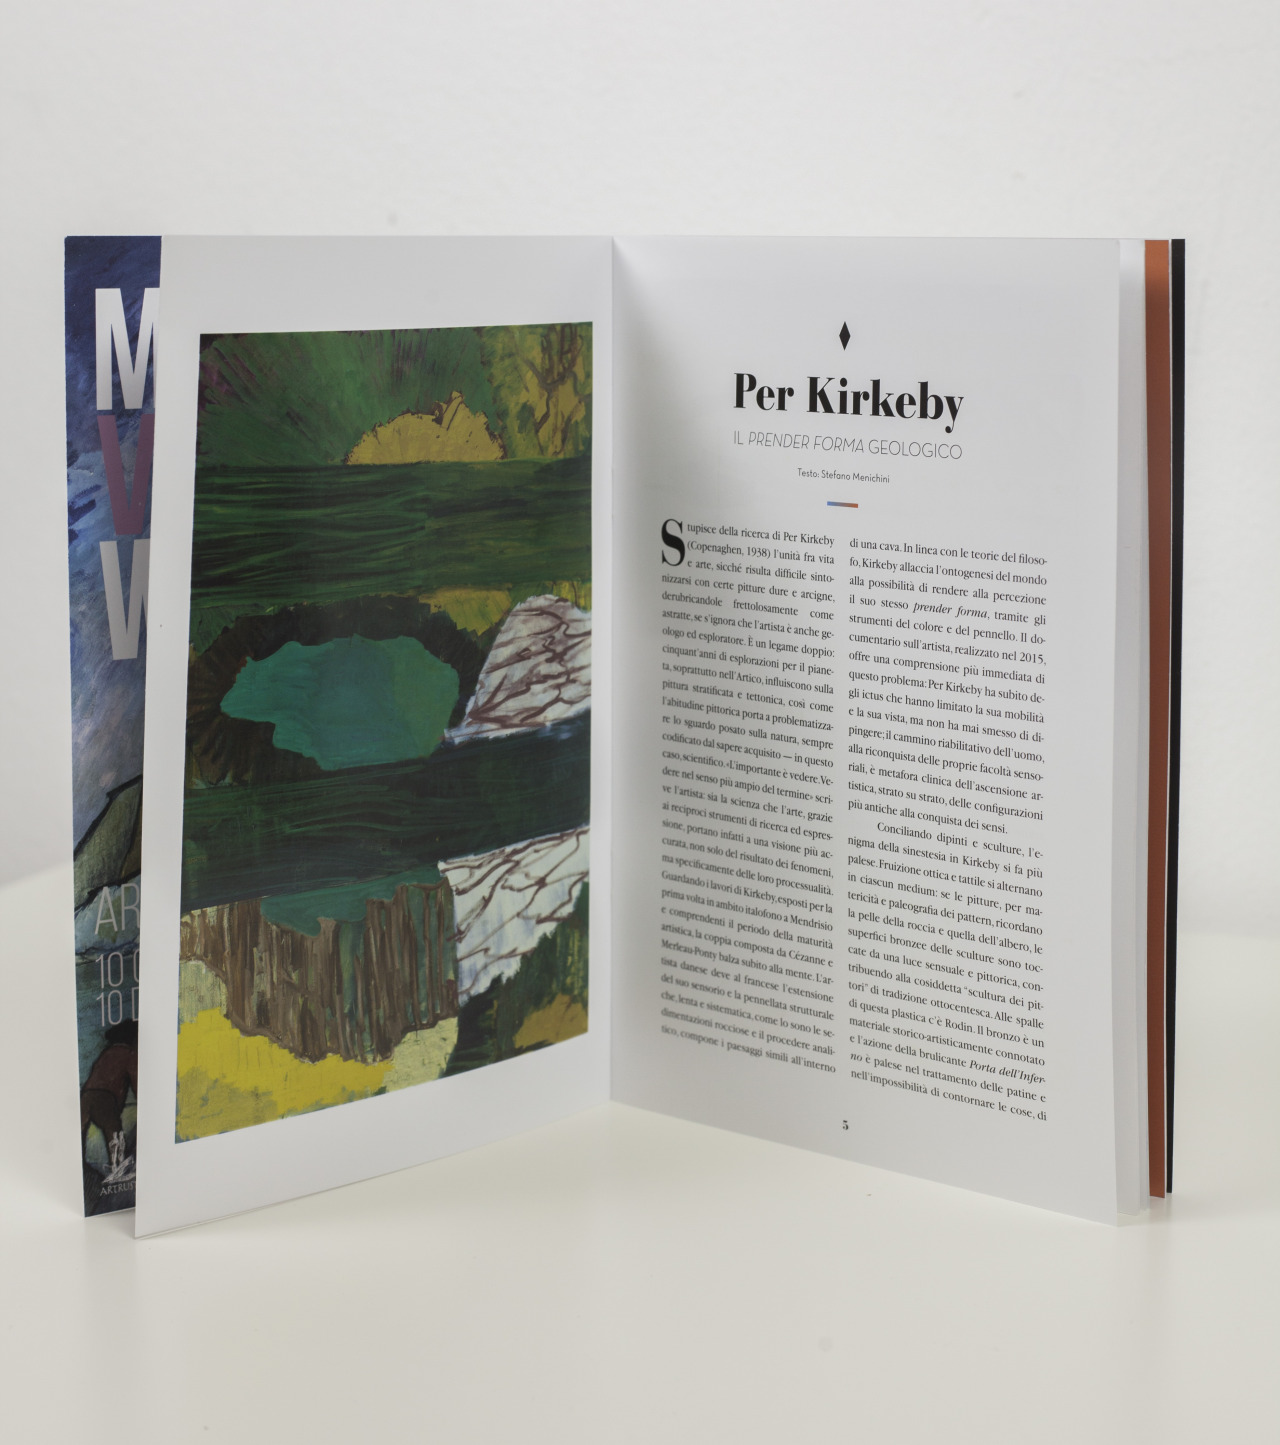 M
V
W
AR
10
10 D
ARTRUS
Per Kirkeby
IL PRENDER FORMA GEOLOGICO
Testo: Stefano Menichini
Stupisce della ricerca di Per Kirkeby
(Copenaghen, 1938) l'unità fra vita
e arte, sicché risulta difficile sinto-
nizzarsi con certe pitture dure e arcigne,
derubricandole frettolosamente come
astratte, se s'ignora che l'artista è anche ge-
ologo ed esploratore. È un legame doppio:
cinquant'anni di esplorazioni per il piane-
ta, soprattutto nell'Artico, influiscono sulla
pittura stratificata e tettonica, così come
l'abitudine pittorica porta a problematizza-
re lo sguardo posato sulla natura, sempre
codificato dal sapere acquisito — in questo
caso, scientifico. «L'importante è vedere. Ve-
dere nel senso più ampio del termine» scri-
ve l'artista: sia la scienza che l'arte, grazie
ai reciproci strumenti di ricerca ed espres-
sione, portano infatti a una visione più ac-
curata, non solo del risultato dei fenomeni,
ma specificamente delle loro processualità.
Guardando i lavori di Kirkeby, esposti per la
prima volta in ambito italofono a Mendrisio
e comprendenti il periodo della maturità
artistica, la coppia composta da Cézanne e
Merleau-Ponty balza subito alla mente. L'ar-
tista danese deve al francese l'estensione
del suo sensorio e la pennellata strutturale
che, lenta e sistematica, come lo sono le se-
dimentazioni rocciose e il procedere anali-
tico, compone i paesaggi simili all'interno
di una cava. In linea con le teorie del filoso-
fo, Kirkeby allaccia l'ontogenesi del mondo
alla possibilità di rendere alla percezione
il suo stesso prender forma, tramite gli
strumenti del colore e del pennello. Il do-
cumentario sull'artista, realizzato nel 2015,
offre una comprensione più immediata di
questo problema: Per Kirkeby ha subito de-
gli ictus che hanno limitato la sua mobilità
e la sua vista, ma non ha mai smesso di di-
pingere; il cammino riabilitativo dell'uomo,
alla riconquista delle proprie facoltà senso-
riali, è metafora clinica dell'ascensione ar-
tistica, strato su strato, delle configurazioni
più antiche alla conquista dei sensi.
Conciliando dipinti e sculture, l'e-
nigma della sinestesia in Kirkeby si fa più
palese. Fruizione ottica e tattile si alternano
in ciascun medium: se le pitture, per ma-
tericità e paleografia dei pattern, ricordano
la pelle della roccia e quella dell'albero, le
superfici bronzee delle sculture sono toc-
cate da una luce sensuale e pittorica, con-
tribuendo alla cosiddetta "scultura dei pit-
tori" di tradizione ottocentesca. Alle spalle
di questa plastica c'è Rodin. Il bronzo è un
materiale storico-artisticamente connotato
e l'azione della brulicante Porta dell'Infer-
no è palese nel trattamento delle patine e
nell'impossibilità di contornare le cose, di
5